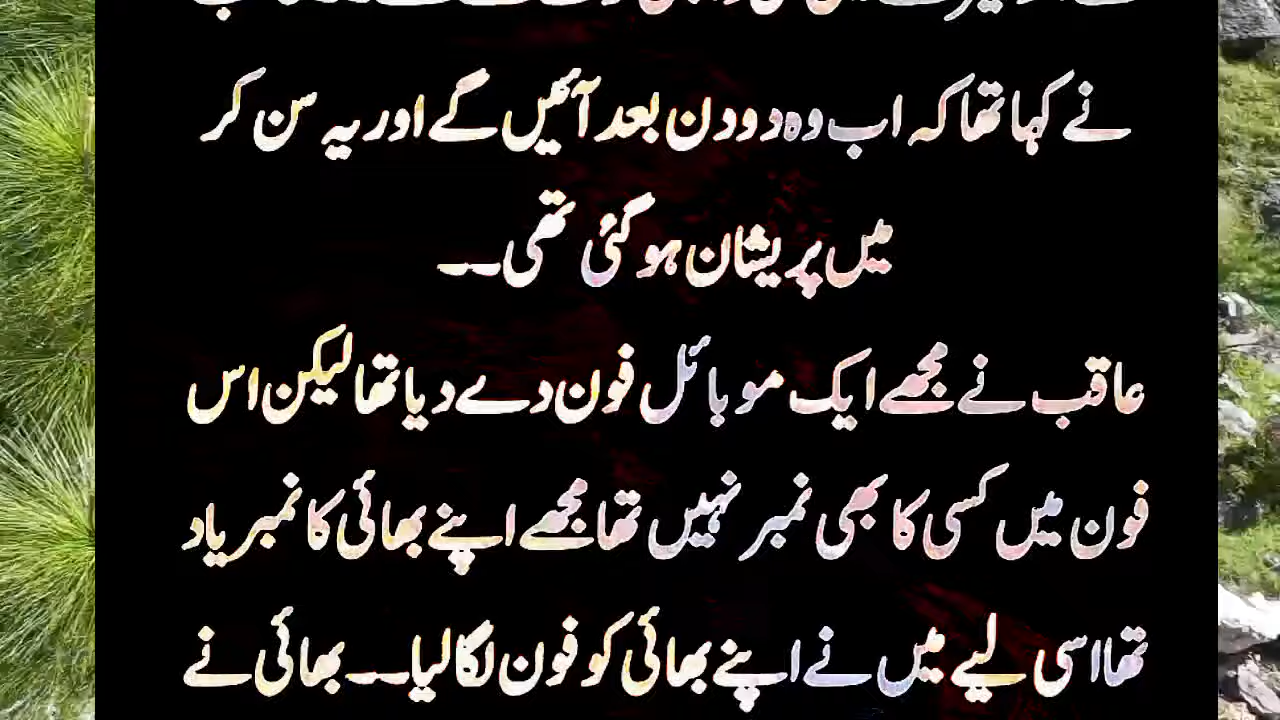 نے کہا تھا کہ اب وہ دو دن بعد آئیں گے اور یہ سن کر
میں پریشان ہو گئی تھی۔۔
عاقب نے مجھے ایک موبائل فون دے دیا تھا لیکن اس
فون میں کسی کا بھی نمبر نہیں تھا مجھے اپنے بھائی کا نمبر یاد
تھا اسی لیے میں نے اپنے بھائی کو فون لگا لیا۔۔ بھائی نے